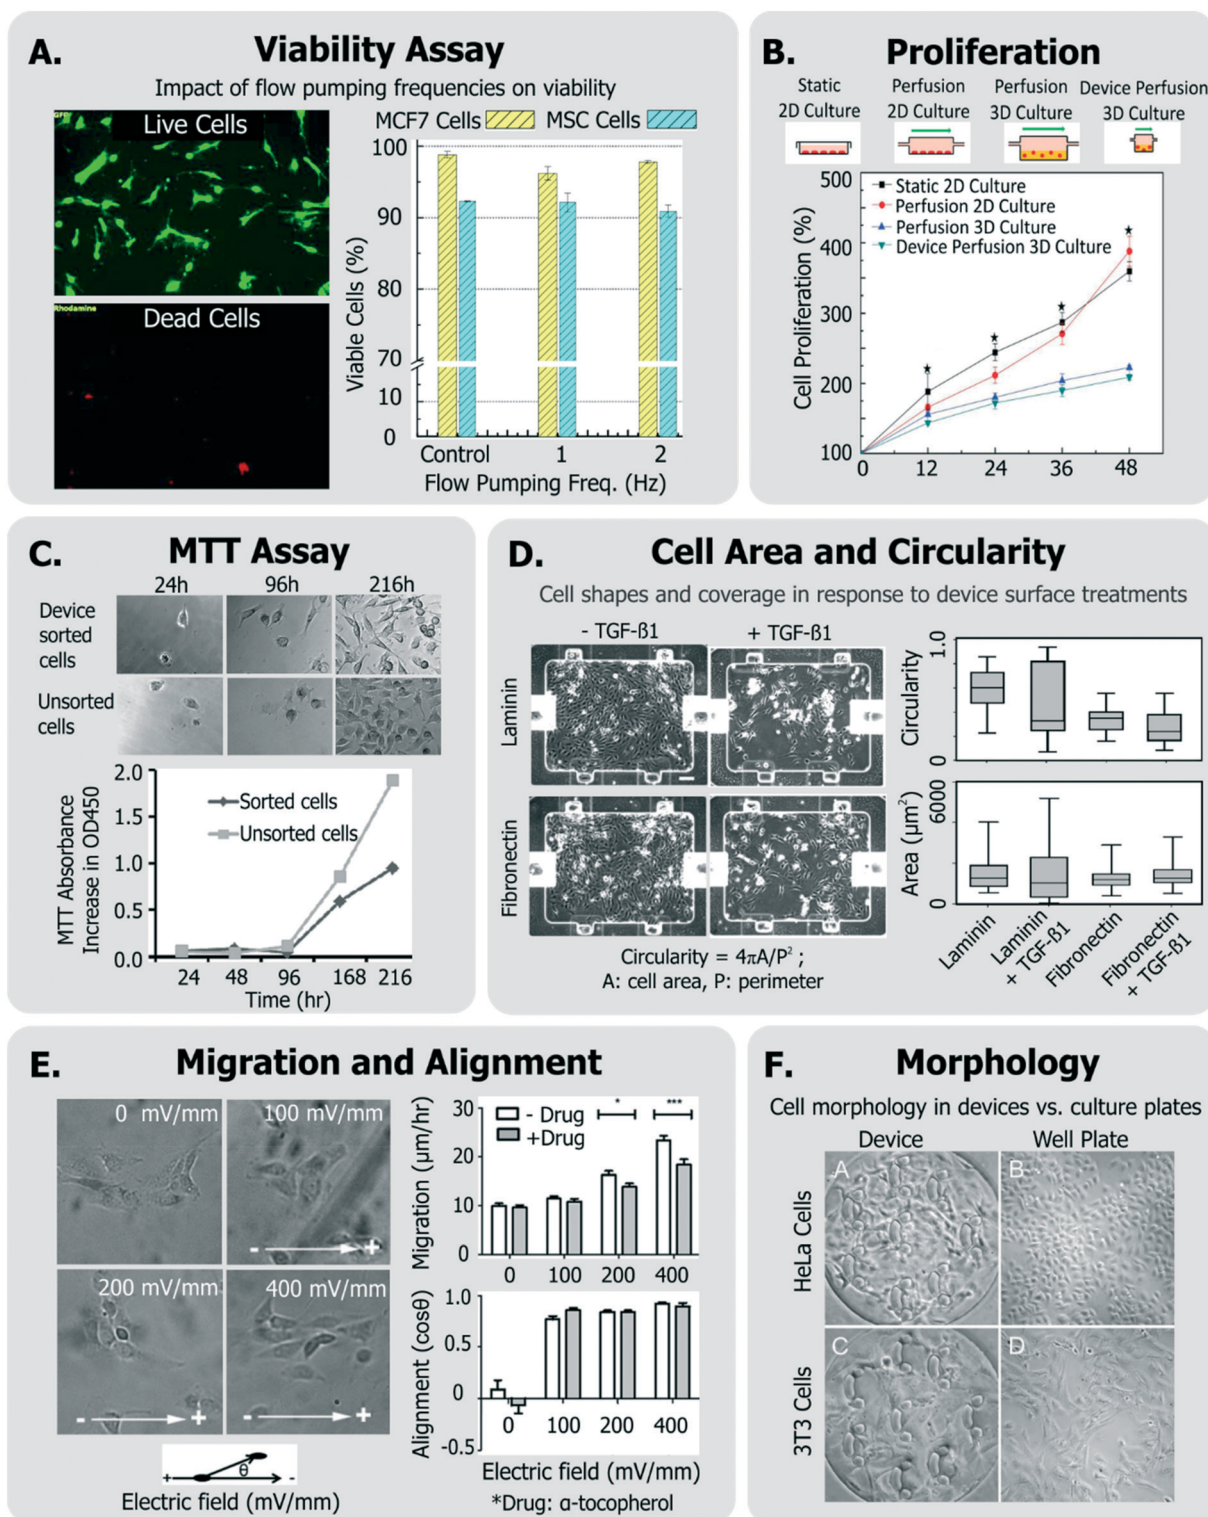 A. Viability Assay
Impact of flow pumping frequencies on viability
GFP
Live Cells
Rhodamine
Dead Cells
MCF7 Cells MSC Cells
Viable Cells (%)
100
90
80
70
10
0
Control 1 2
Flow Pumping Freq. (Hz)
B. Proliferation
Static
2D Culture
Perfusion
2D Culture
Perfusion
3D Culture
Device Perfusion
3D Culture
Static 2D Culture
Perfusion 2D Culture
Perfusion 3D Culture
Device Perfusion 3D Culture
Cell Proliferation (%)
500
400
300
200
100
0 12 24 36 48
C. MTT Assay
24h 96h 216h
Device
sorted
cells
Unsorted
cells
MTT Absorbance
Increase in OD450
2.0
1.0
0.5
0.0
Sorted cells
Unsorted cells
24 48 96 168 216
Time (hr)
D. Cell Area and Circularity
Cell shapes and coverage in response to device surface treatments
- TGF-ß1 + TGF-ß1
Laminin
Fibronectin
Circularity = 4πA/P² ;
A: cell area, P: perimeter
Circularity
1.0
0
Area (µm²)
6000
0
Laminin
Laminin
+ TGF-ß1
Fibronectin
Fibronectin
+ TGF-ß1
E. Migration and Alignment
0 mV/mm
100 mV/mm
- +
200 mV/mm
- +
400 mV/mm
- +
+ θ -
Electric field (mV/mm)
Migration (µm/hr)
30
20
10
0
- Drug
+Drug
*
***
0 100 200 400
Alignment (cosθ)
1.0
0.5
0
-0.5
0 100 200 400
Electric field (mV/mm)
*Drug: α-tocopherol
F. Morphology
Cell morphology in devices vs. culture plates
Device Well Plate
HeLa Cells
3T3 Cells
A
B
C
D